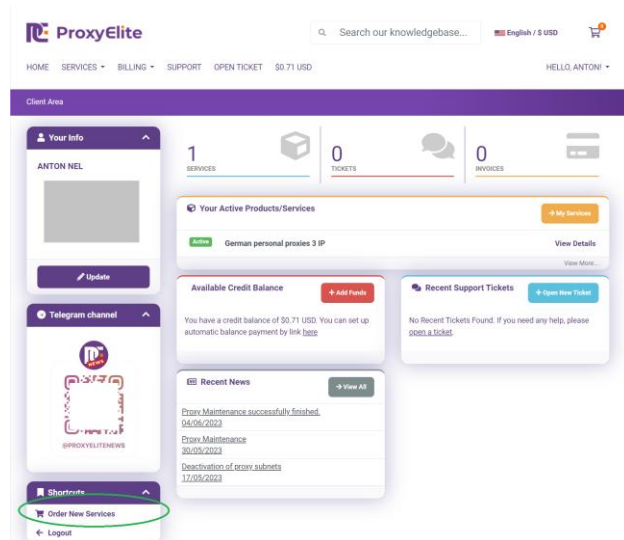 ProxyElite
Search our knowledgebase...
English / $ USD
0
HOME SERVICES BILLING SUPPORT OPEN TICKET $0.71 USD
HELLO, ANTON!
Client Area
Your Info
ANTON NEL
Update
Telegram channel
NEWS
@PROXYELITENEWS
Shortcuts
Order New Services
Logout
1
SERVICES
0
TICKETS
0
INVOICES
Your Active Products/Services
My Services
Active German personal proxies 3 IP
View Details
View More...
Available Credit Balance
+ Add Funds
You have a credit balance of $0.71 USD. You can set up
automatic balance payment by link here
Recent Support Tickets
+ Open New Ticket
No Recent Tickets Found. If you need any help, please
open a ticket.
Recent News
View All
Proxy Maintenance successfully finished.
04/06/2023
Proxy Maintenance
30/05/2023
Deactivation of proxy subnets
17/05/2023